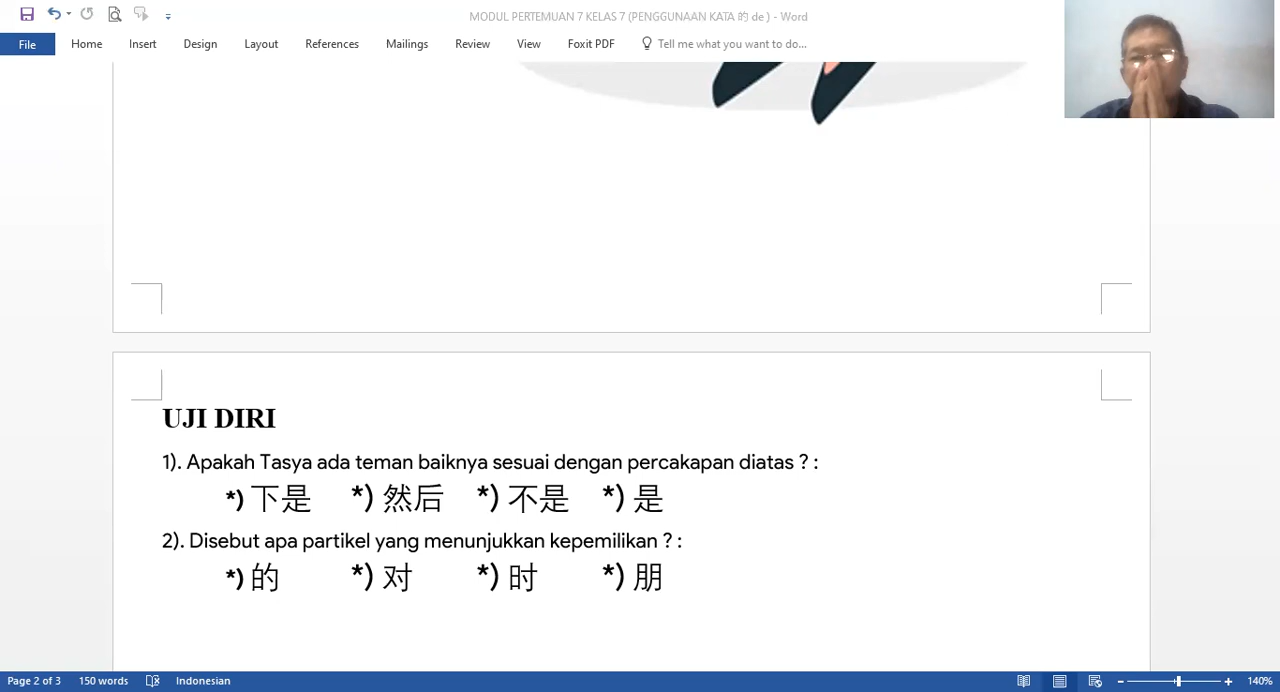 MODUL PERTEMUAN 7 KELAS 7 (PENGGUNAAN KATA 的 de ) - Word
File Home Insert Design Layout References Mailings Review View Foxit PDF Tell me what you want to do...
UJI DIRI
1). Apakah Tasya ada teman baiknya sesuai dengan percakapan diatas ? :
*) 下是 *) 然后 *) 不是 *) 是
2). Disebut apa partikel yang menunjukkan kepemilikan ? :
*) 的 *) 对 *) 时 *) 朋
Page 2 of 3 150 words Indonesian 140%